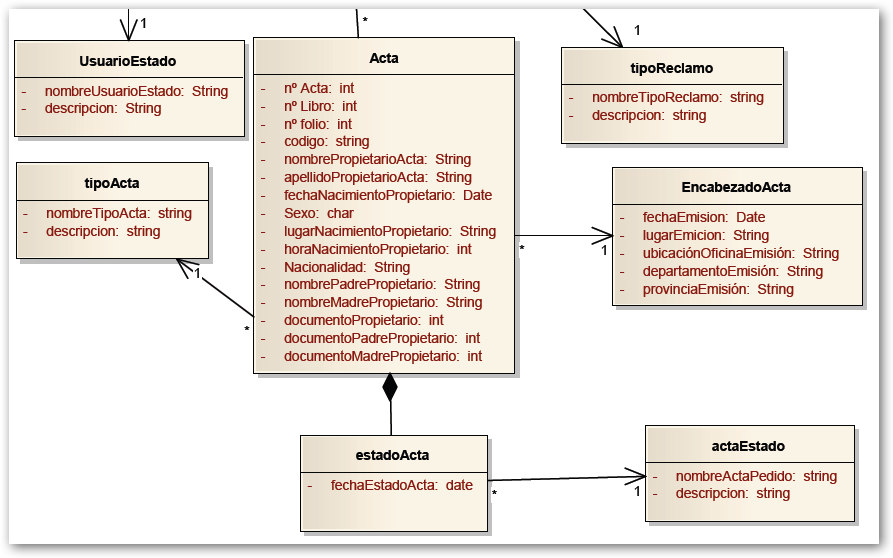 1
*
1
UsuarioEstado
- nombreUsuarioEstado: String
- descripcion: String
Acta
- nº Acta: int
- nº Libro: int
- nº folio: int
- codigo: string
- nombrePropietarioActa: String
- apellidoPropietarioActa: String
- fechaNacimientoPropietario: Date
- Sexo: char
- lugarNacimientoPropietario: String
- horaNacimientoPropietario: int
- Nacionalidad: String
- nombrePadrePropietario: String
- nombreMadrePropietario: String
- documentoPropietario: int
- documentoPadrePropietario: int
- documentoMadrePropietario: int
tipoReclamo
- nombreTipoReclamo: string
- descripcion: string
tipoActa
- nombreTipoActa: string
- descripcion: string
1
*
EncabezadoActa
- fechaEmision: Date
- lugarEmicion: String
- ubicaciónOficinaEmisión: String
- departamentoEmisión: String
- provinciaEmisión: String
*
1
estadoActa
- fechaEstadoActa: date
*
1
actaEstado
- nombreActaPedido: string
- descripcion: string